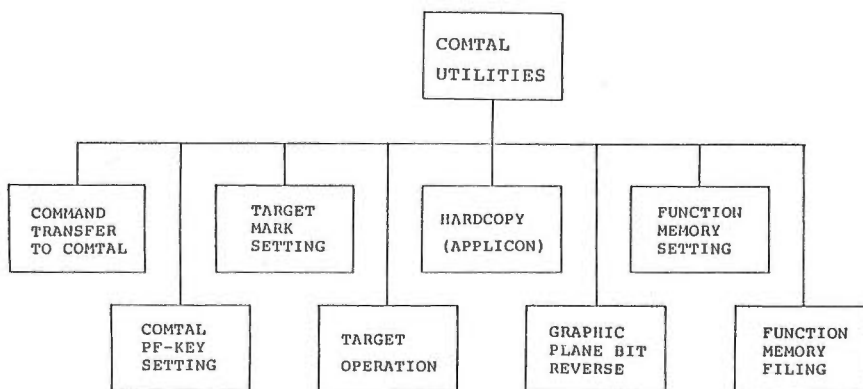 COMTAL
UTILITIES
COMMAND
TRANSFER
TO COMTAL
TARGET
MARK
SETTING
HARDCOPY
(APPLICON)
FUNCTION
MEMORY
SETTING
COMTAL
PF-KEY
SETTING
TARGET
OPERATION
GRAPHIC
PLANE BIT
REVERSE
FUNCTION
MEMORY
FILING